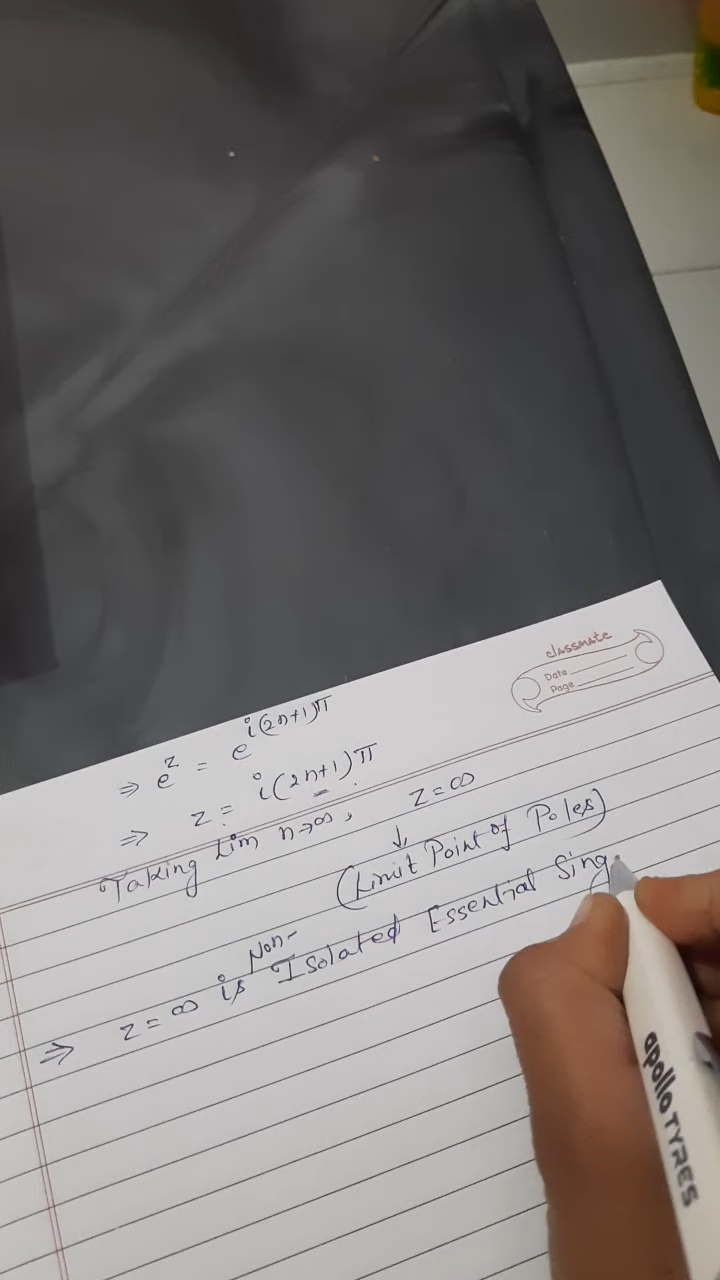 classmate
Date
Page
⇒ e^z = e^{i(2n+1)π}
⇒ z = i(2n+1)π
Taking Lim n→∞, z=∞
↓
(Limit Point of Poles)
⇒ z=∞ is Non-Isolated Essential Sing
apollo TYRES